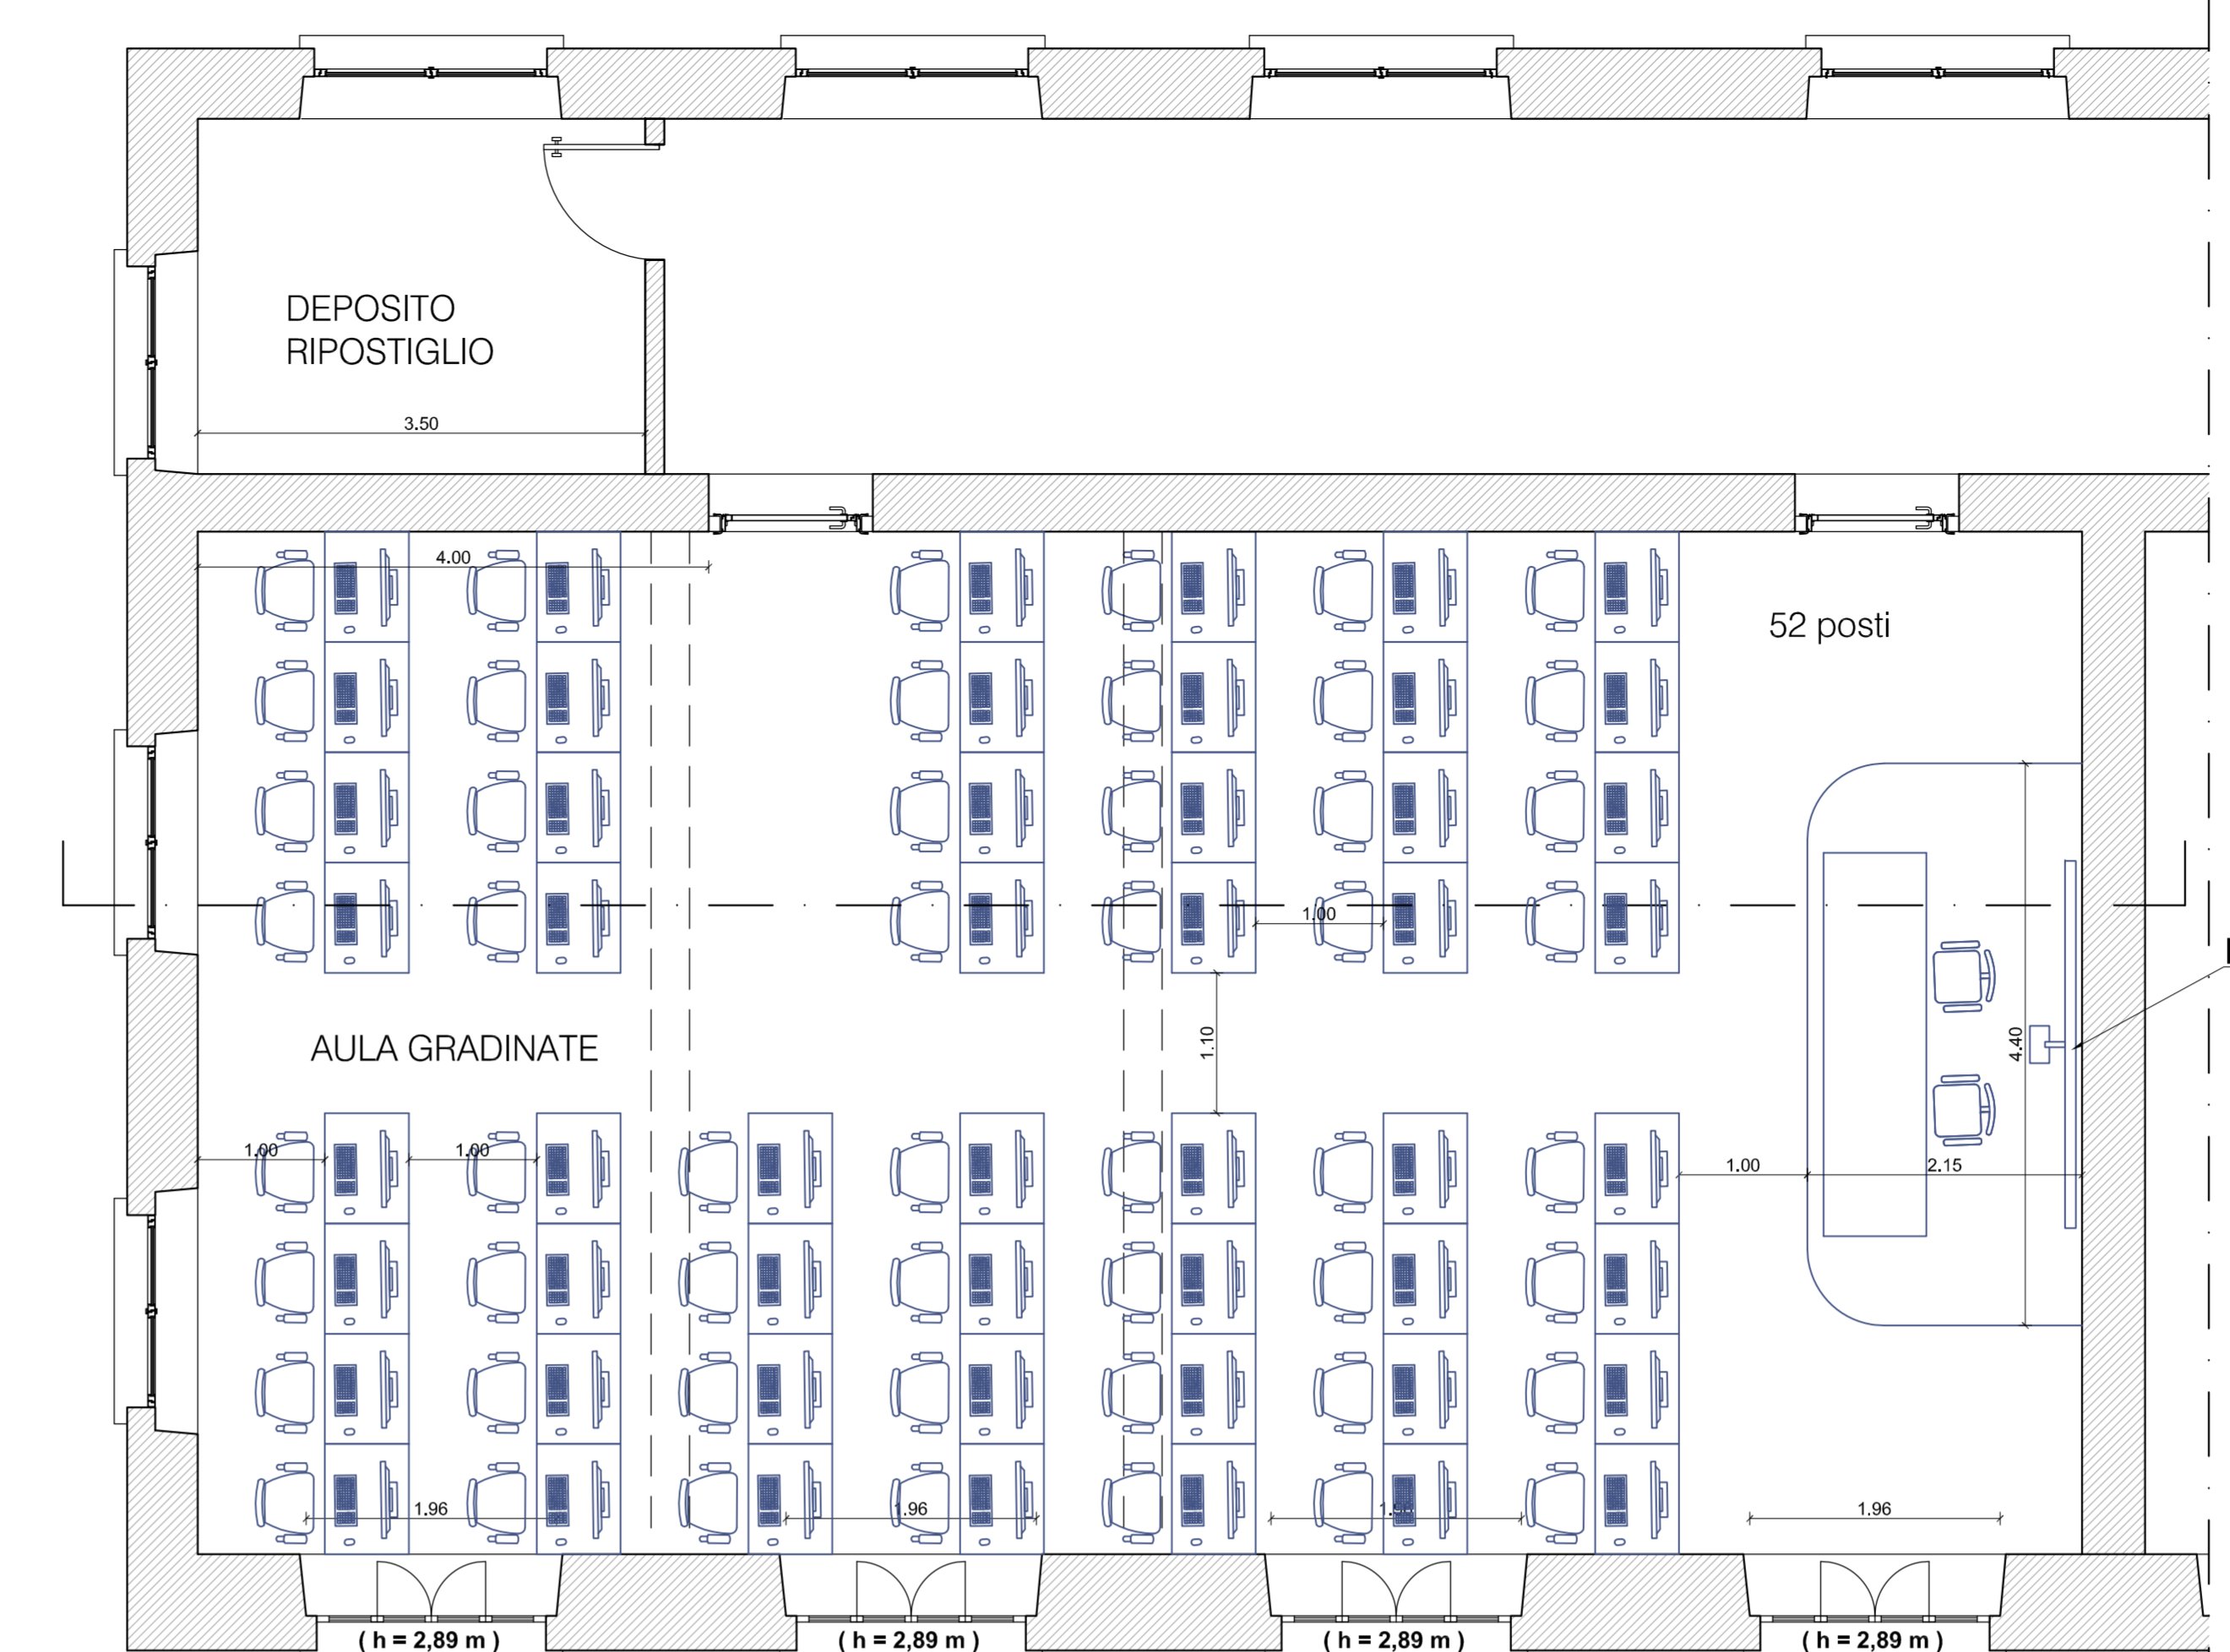 DEPOSITO
RIPOSTIGLIO
3.50
4.00
52 posti
1.00
1.10
AULA GRADINATE
4.40
1.00
1.00
1.00
2.15
1.96
1.96
1.96
( h = 2,89 m )
( h = 2,89 m )
( h = 2,89 m )
( h = 2,89 m )